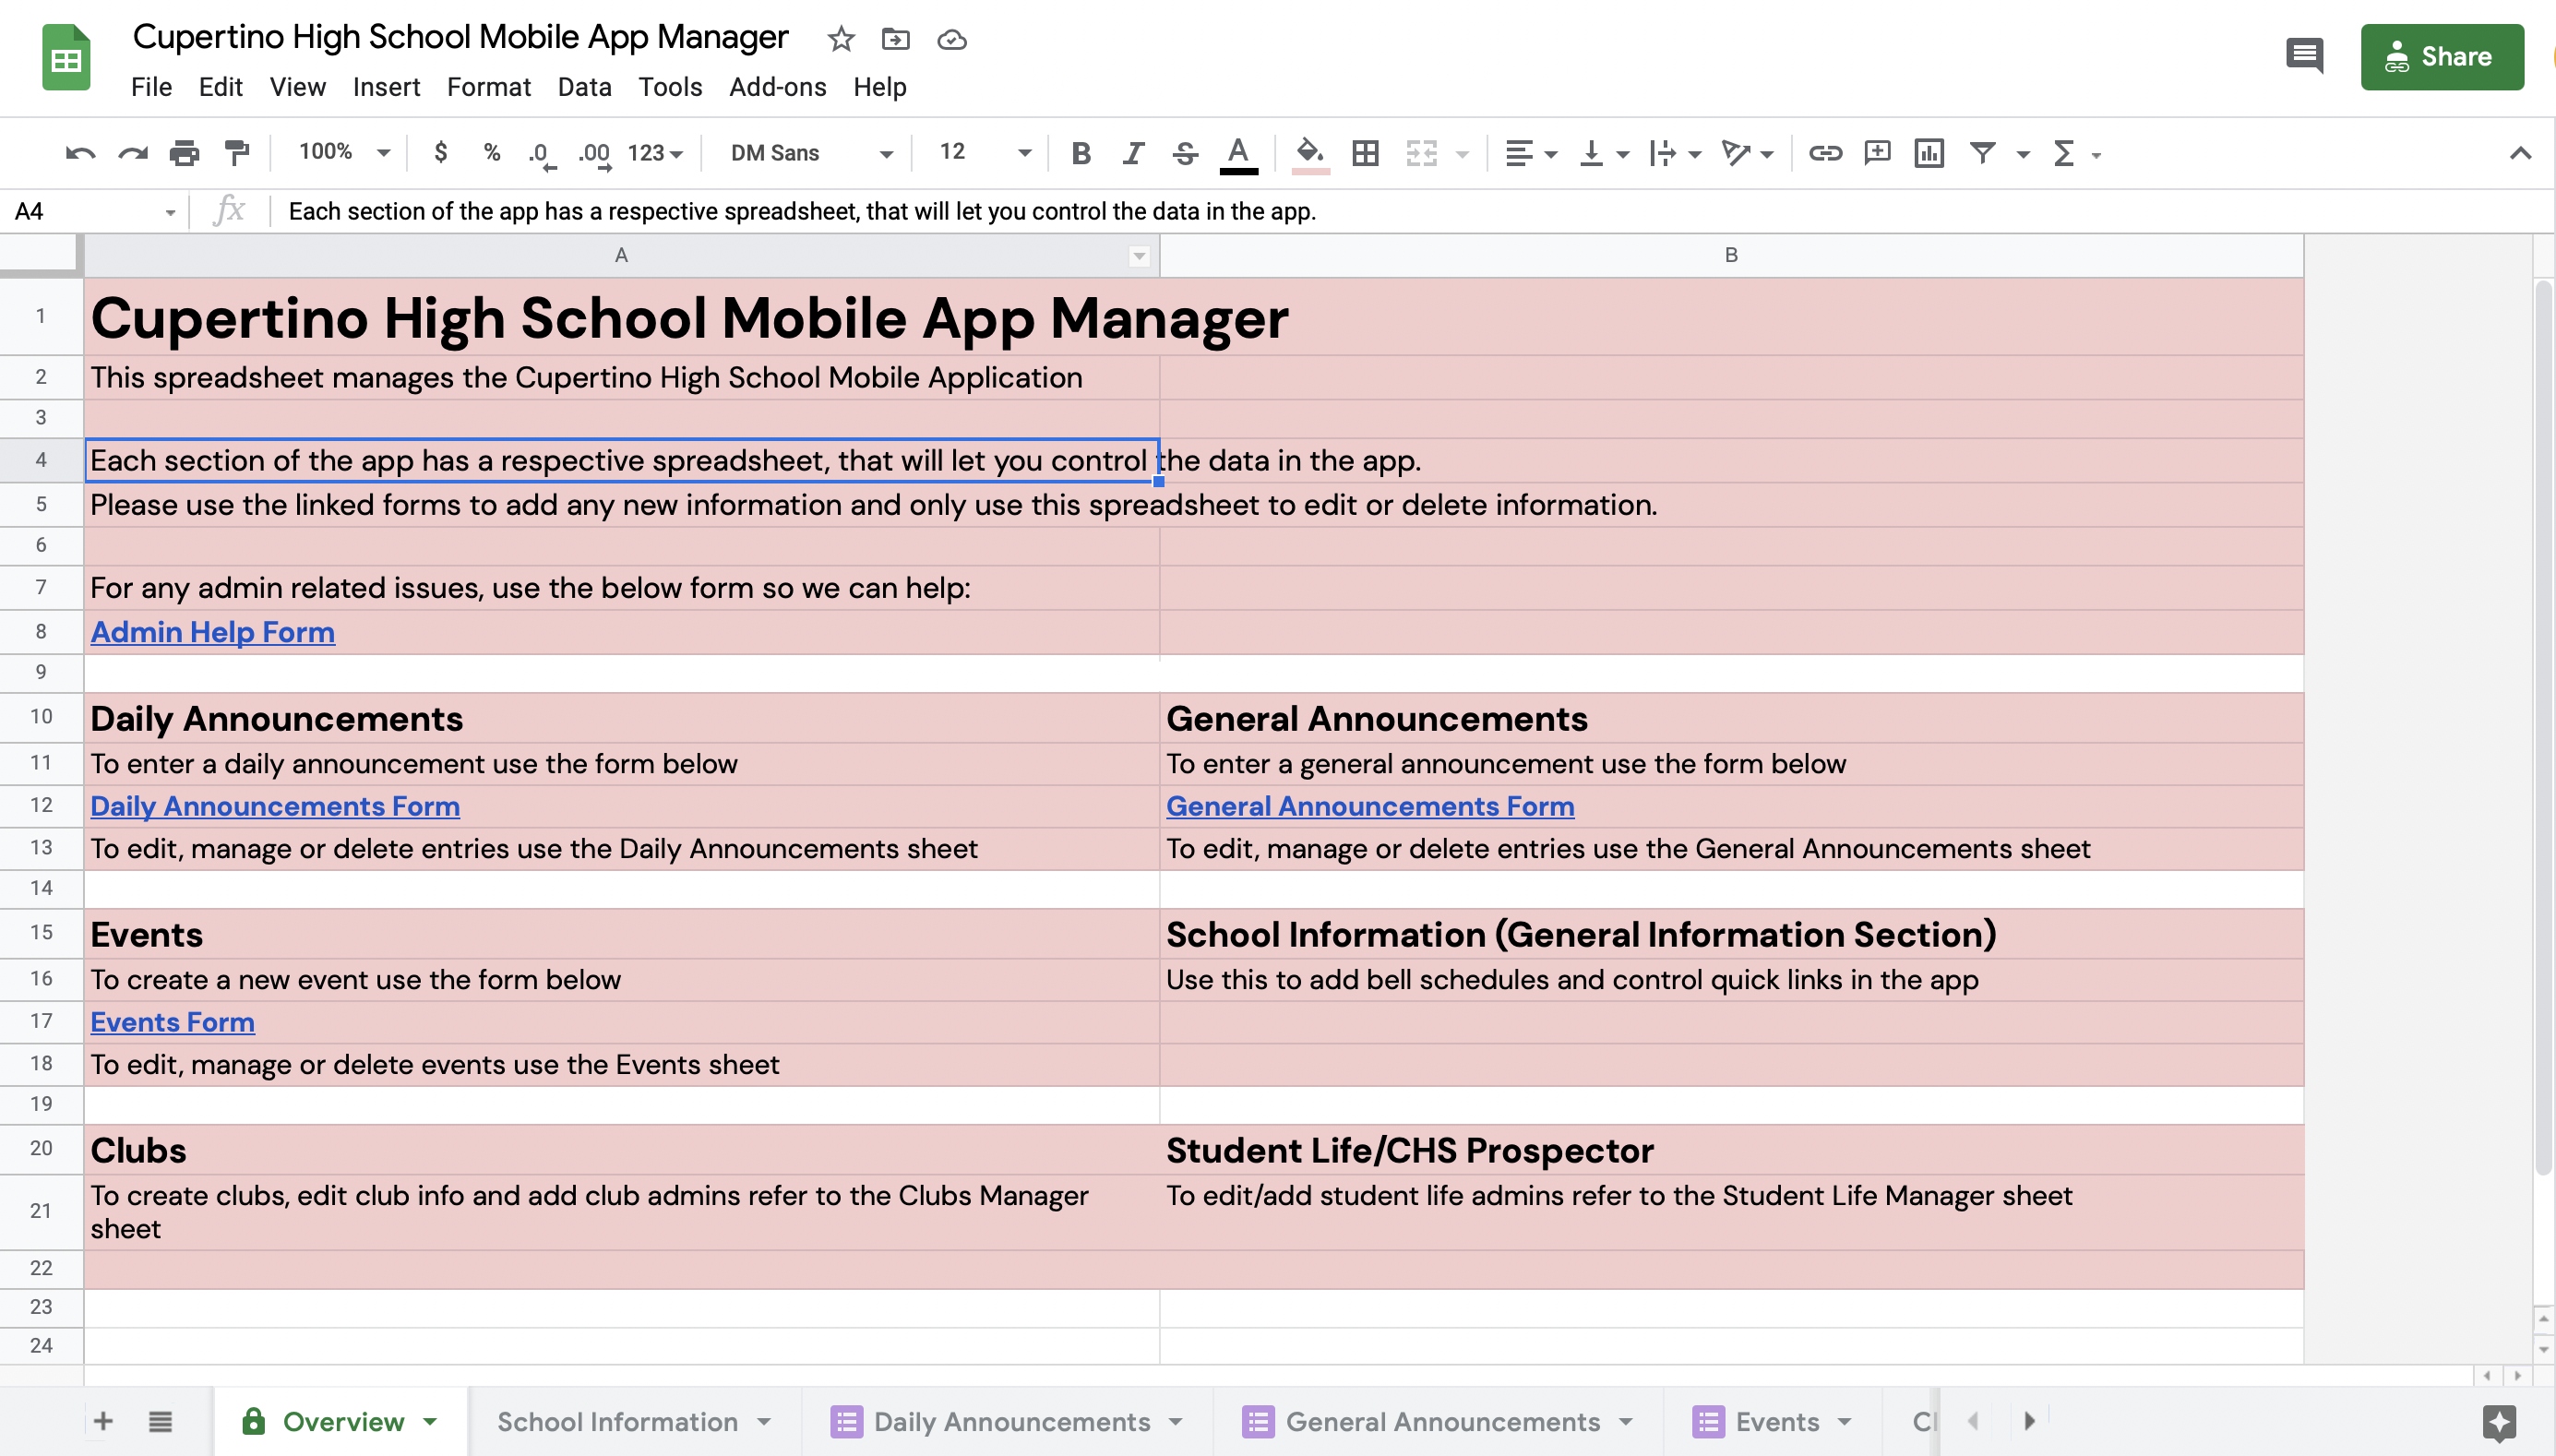 Cupertino High School Mobile App Manager
File Edit View Insert Format Data Tools Add-ons Help
Share
100% $ % .0 .00 123 DM Sans 12 B I S A Σ
A4 fx Each section of the app has a respective spreadsheet, that will let you control the data in the app.
A B
1 Cupertino High School Mobile App Manager
2 This spreadsheet manages the Cupertino High School Mobile Application
3
4 Each section of the app has a respective spreadsheet, that will let you control the data in the app.
5 Please use the linked forms to add any new information and only use this spreadsheet to edit or delete information.
6
7 For any admin related issues, use the below form so we can help:
8 Admin Help Form
9
10 Daily Announcements General Announcements
11 To enter a daily announcement use the form below To enter a general announcement use the form below
12 Daily Announcements Form General Announcements Form
13 To edit, manage or delete entries use the Daily Announcements sheet To edit, manage or delete entries use the General Announcements sheet
14
15 Events School Information (General Information Section)
16 To create a new event use the form below Use this to add bell schedules and control quick links in the app
17 Events Form
18 To edit, manage or delete events use the Events sheet
19
20 Clubs Student Life/CHS Prospector
21 To create clubs, edit club info and add club admins refer to the Clubs Manager To edit/add student life admins refer to the Student Life Manager sheet
sheet
22
23
24
Overview School Information Daily Announcements General Announcements Events Cl